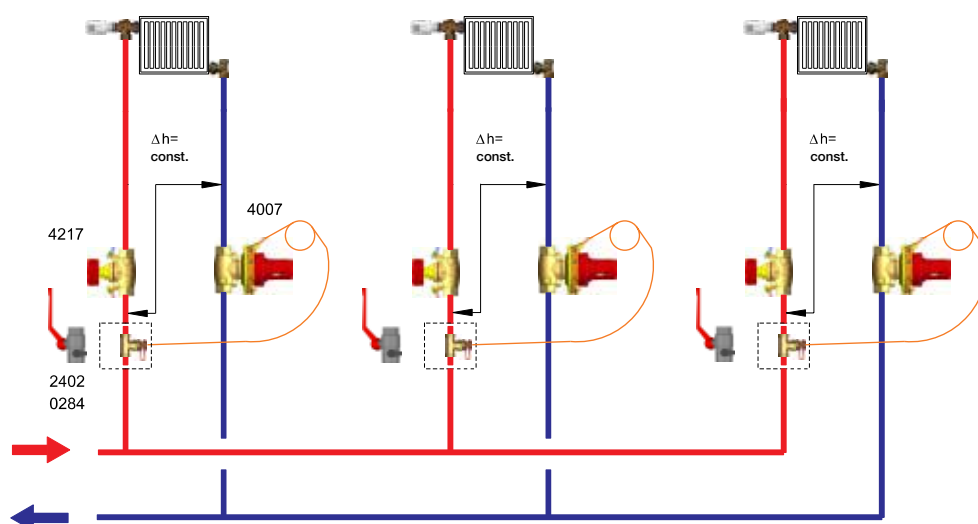 Δh=
const.
Δh=
const.
Δh=
const.
4007
4217
2402
0284